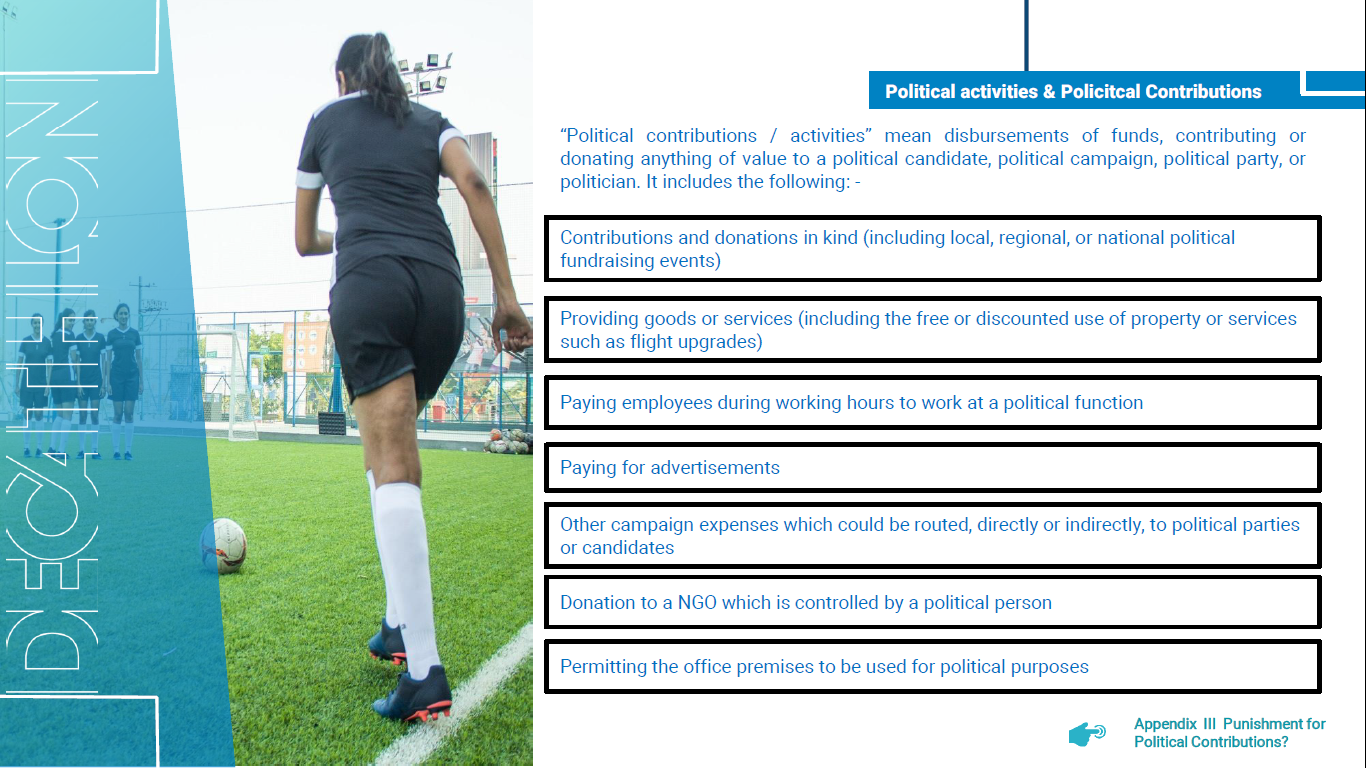 DECATHLON
Political activities & Policitcal Contributions
“Political contributions / activities” mean disbursements of funds, contributing or
donating anything of value to a political candidate, political campaign, political party, or
politician. It includes the following: -
Contributions and donations in kind (including local, regional, or national political
fundraising events)
Providing goods or services (including the free or discounted use of property or services
such as flight upgrades)
Paying employees during working hours to work at a political function
Paying for advertisements
Other campaign expenses which could be routed, directly or indirectly, to political parties
or candidates
Donation to a NGO which is controlled by a political person
Permitting the office premises to be used for political purposes
Appendix III Punishment for
Political Contributions?